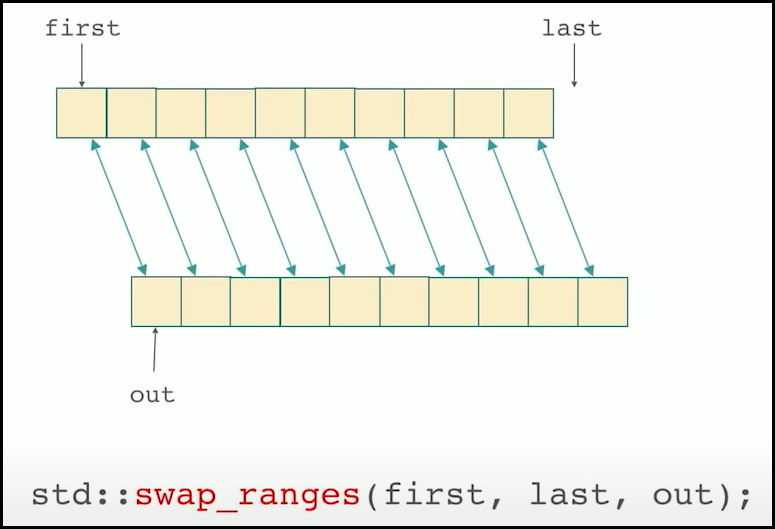 first last
out
std::swap_ranges(first, last, out);